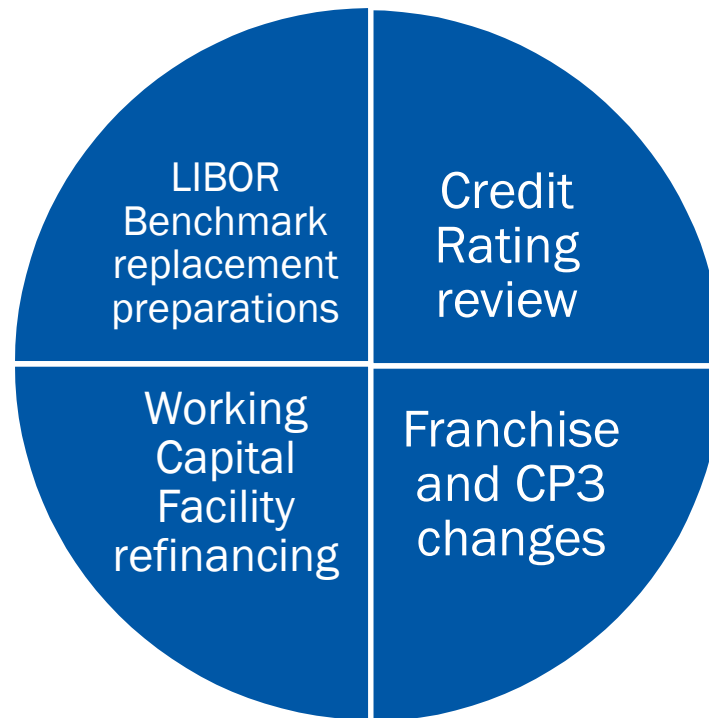 LIBOR
Benchmark
replacement
preparations
Credit
Rating
review
Working
Capital
Facility
refinancing
Franchise
and CP3
changes